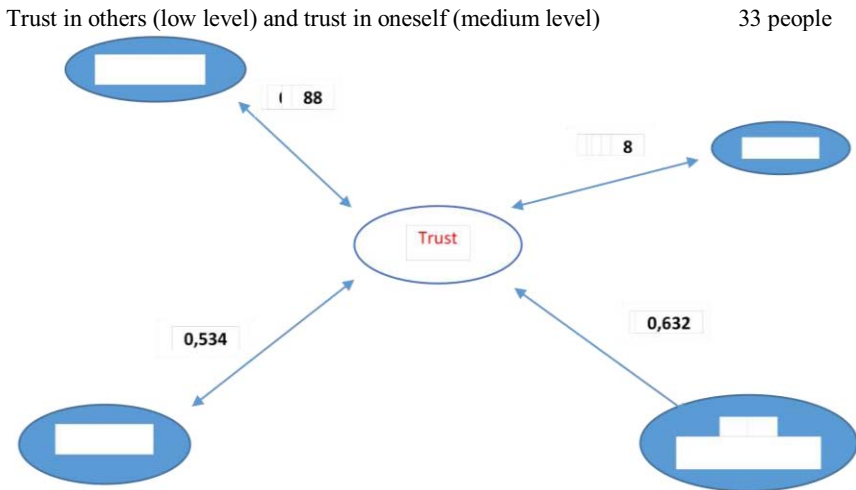 Trust in others (low level) and trust in oneself (medium level) 33 people
88
8
Trust
0,534
0,632